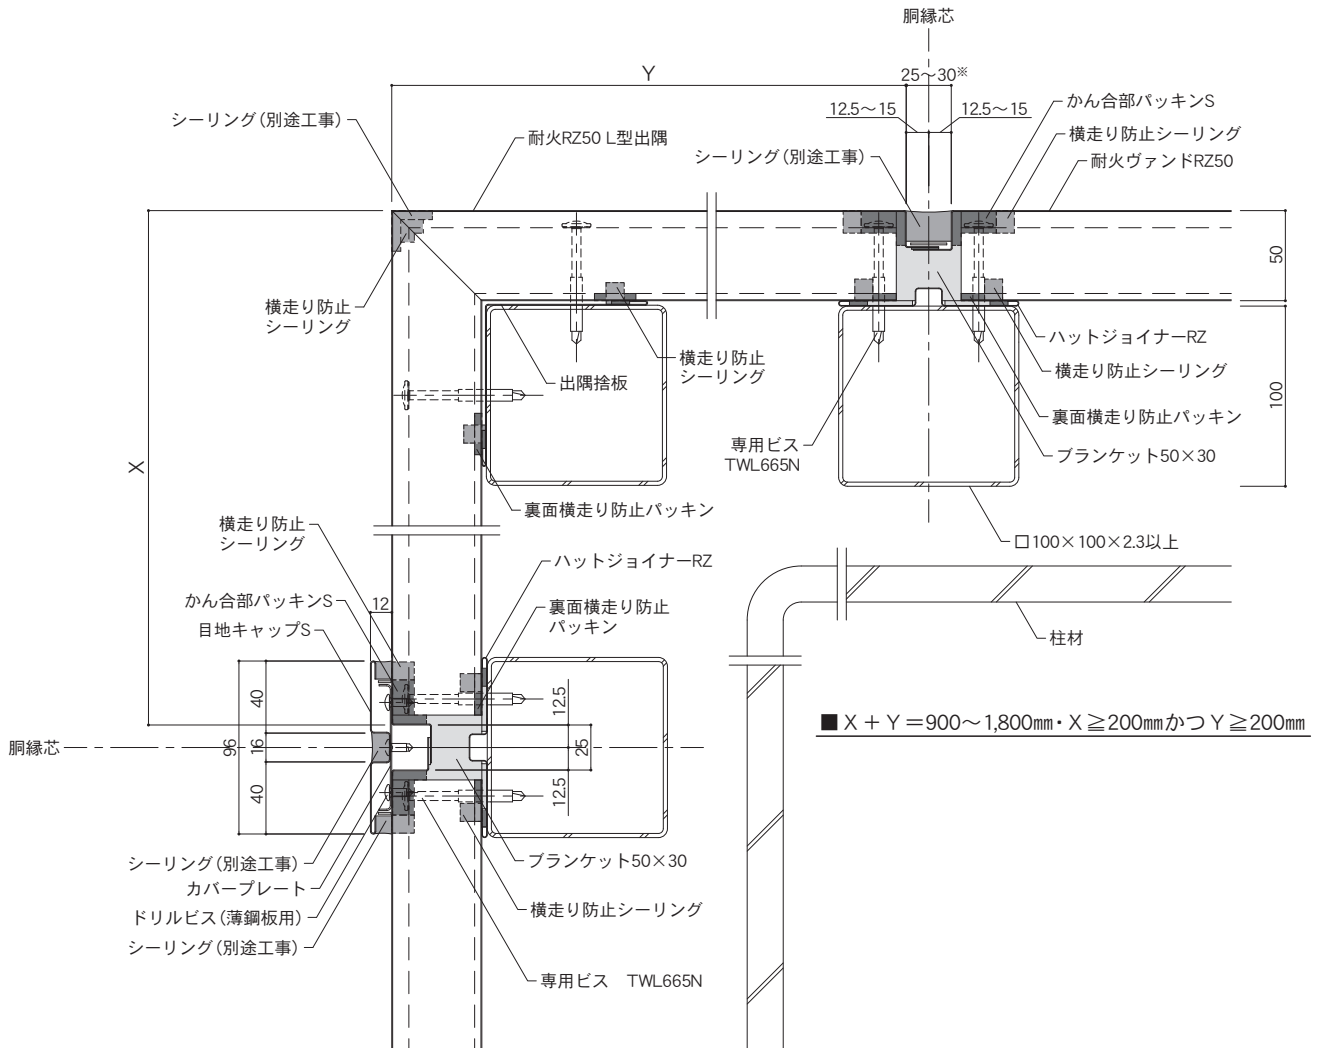 胴縁芯
Y
25～30※
12.5～15
12.5～15
かん合部パッキンS
横走り防止シーリング
耐火ヴァンドRZ50
シーリング（別途工事）
耐火RZ50 L型出隅
シーリング（別途工事）
50
横走り防止
シーリング
ハットジョイナーRZ
横走り防止
シーリング
横走り防止シーリング
出隅捨板
100
裏面横走り防止パッキン
専用ビス
TWL665N
ブランケット50×30
X
裏面横走り防止パッキン
横走り防止
シーリング
□100×100×2.3以上
ハットジョイナーRZ
かん合部パッキンS
12
裏面横走り防止
パッキン
目地キャップS
柱材
40
12.5
■ X + Y =900～1,800㎜・X ≧200㎜かつ Y ≧200㎜
胴縁芯
96
16
25
40
12.5
シーリング（別途工事）
ブランケット50×30
カバープレート
横走り防止シーリング
ドリルビス（薄鋼板用）
シーリング（別途工事）
専用ビス　TWL665N